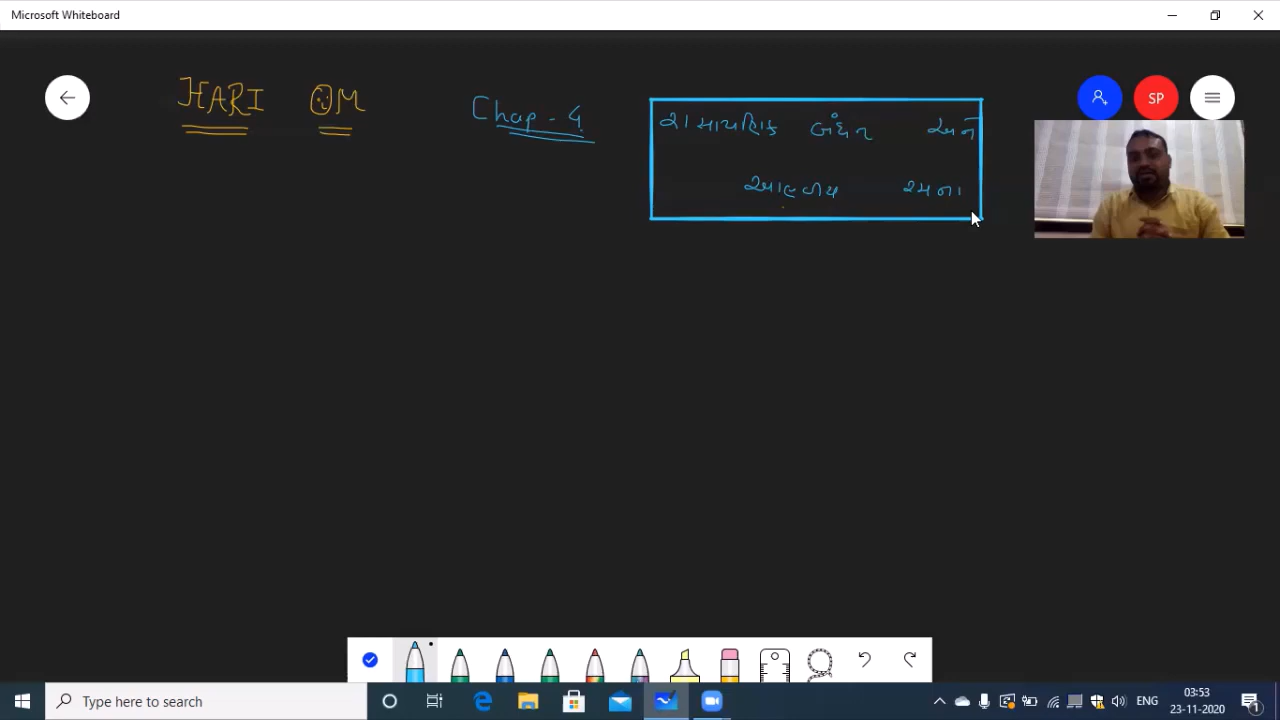 Microsoft Whiteboard
HARI OM
Chap - 4
રાસાયણિક બંધન અને
આણ્વીય રચના
SP
Type here to search
ENG
03:53
23-11-2020
1